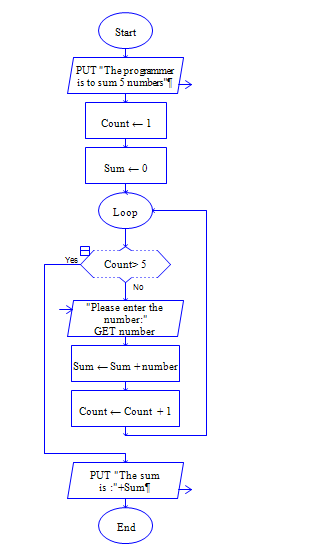 Start
PUT "The programmer
is to sum 5 numbers"¶
Count ← 1
Sum ← 0
Loop
Count> 5
Yes
No
"Please enter the
number:"
GET number
Sum ← Sum +number
Count ← Count +1
PUT "The sum
is :"+Sum¶
End